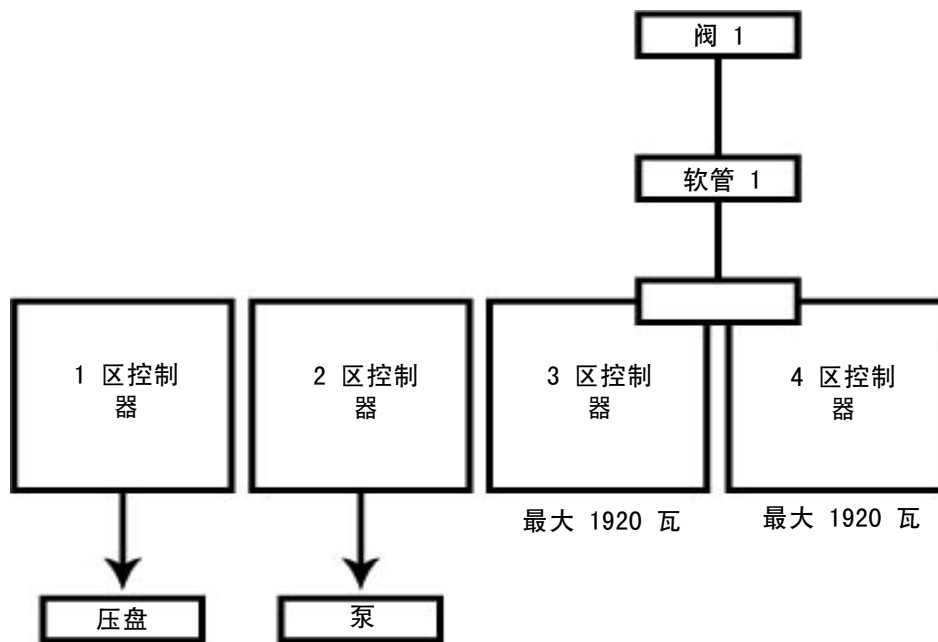 阀 1
软管 1
1 区控制
器
2 区控制
器
3 区控制
器
4 区控制
器
最大 1920 瓦
最大 1920 瓦
压盘
泵